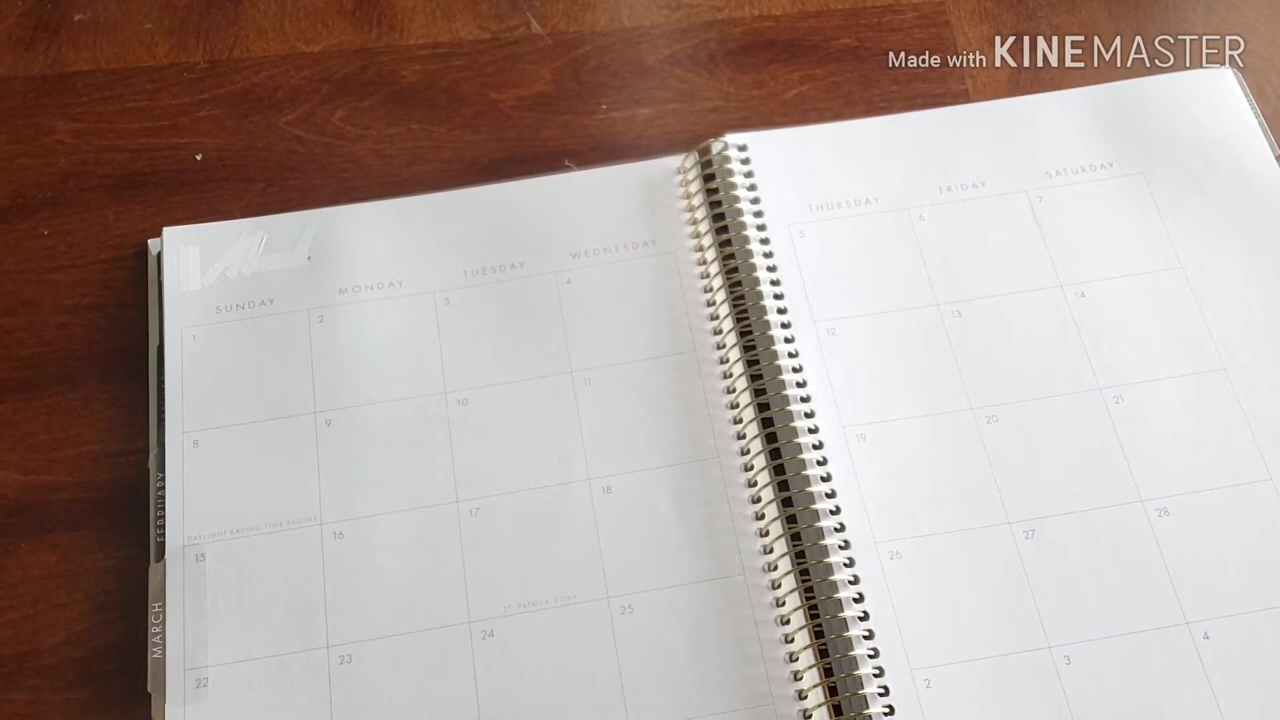 Made with KINEMASTER
SUNDAY MONDAY TUESDAY WEDNESDAY THURSDAY FRIDAY SATURDAY
1 2 3 4 5 6 7
8 9 10 11 12 13 14
DAYLIGHT SAVING TIME BEGINS
15 16 17 18 19 20 21
ST. PATRICK'S DAY
22 23 24 25 26 27 28
2 3 4
FEBRUARY
MARCH